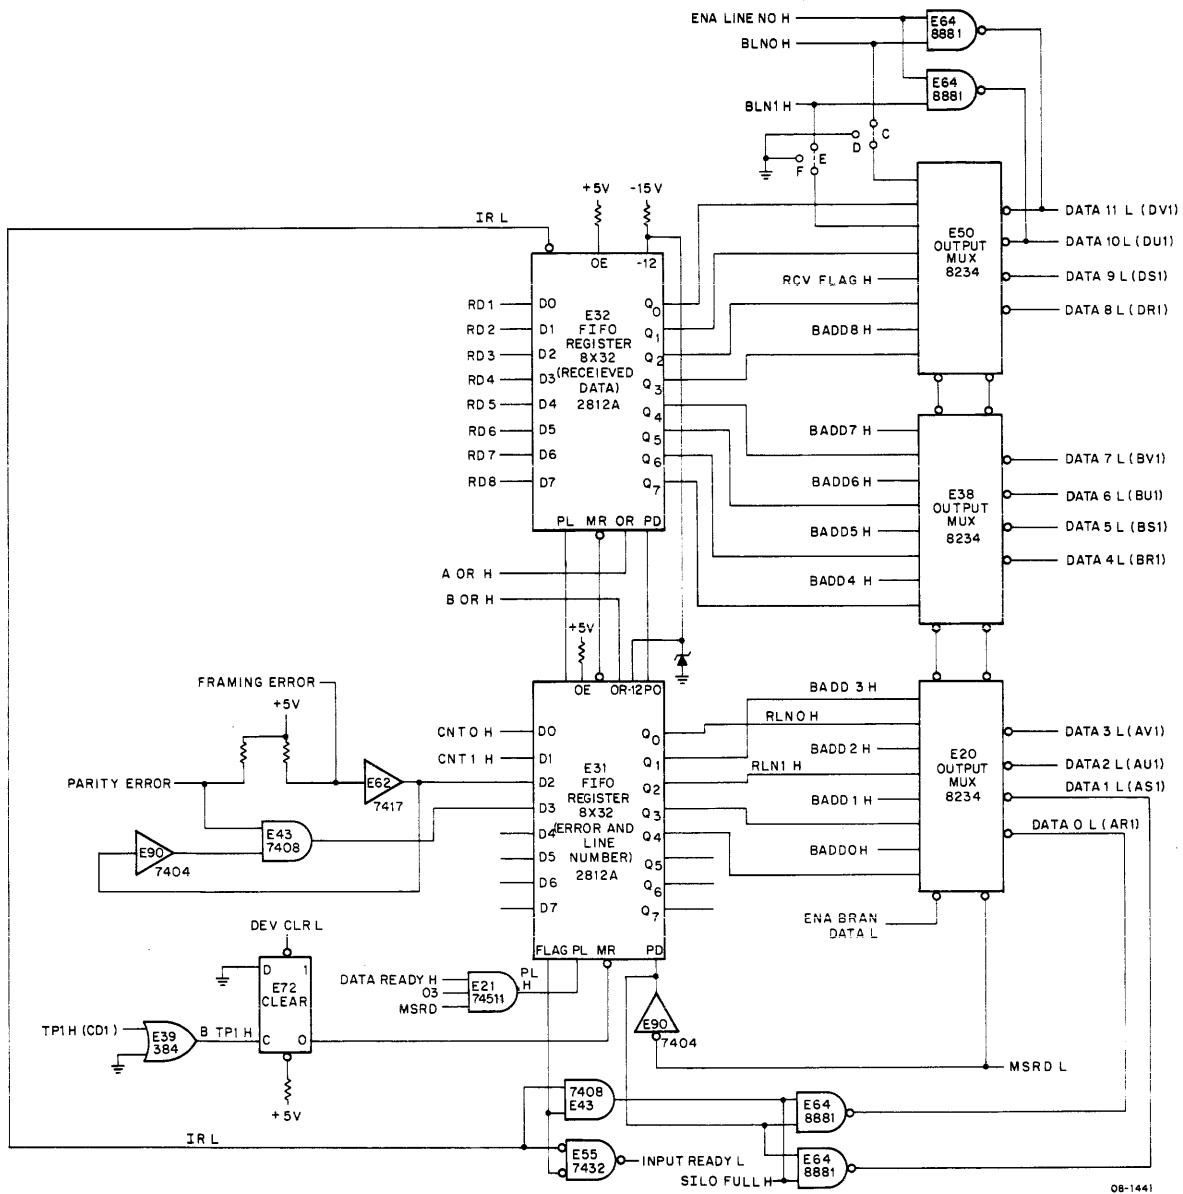 ENA LINE NO H
E64
8881
BLNO H
E64
8881
BLN1 H
C
D
E
F
+5V
-15V
IR L
OE
-12
E50
OUTPUT
MUX
8234
DATA 11 L (DV1)
DATA 10L (DU1)
DATA 9 L (DS1)
DATA 8 L (DR1)
RCV FLAG H
BADD8 H
RD1
RD2
RD3
RD4
RD5
RD6
RD7
RD8
D0
D1
D2
D3
D4
D5
D6
D7
E32
FIFO
REGISTER
8X32
(RECEIEVED
DATA)
2812A
Q0
Q1
Q2
Q3
Q4
Q5
Q6
Q7
PL MR OR PD
BADD7 H
BADD6 H
BADD5 H
BADD4 H
E38
OUTPUT
MUX
8234
DATA 7 L (BV1)
DATA 6 L (BU1)
DATA 5 L (BS1)
DATA 4 L (BR1)
A OR H
B OR H
+5V
OE
OR-12PO
FRAMING ERROR
+5V
PARITY ERROR
E62
7417
E43
7408
E90
7404
CNT0 H
CNT 1 H
D0
D1
D2
D3
D4
D5
D6
D7
E31
FIFO
REGISTER
8X32
(ERROR AND
LINE
NUMBER)
2812A
Q0
Q1
Q2
Q3
Q4
Q5
Q6
Q7
FLAG PL MR PD
BADD 3 H
RLN0 H
BADD 2 H
RLN1 H
BADD 1 H
BADD0 H
E20
OUTPUT
MUX
8234
DATA 3 L (AV1)
DATA2 L (AU1)
DATA 1 L (AS1)
DATA 0 L (AR1)
ENA BRAN
DATA L
DEV CLR L
D 1
E72
CLEAR
C 0
+5V
TP1 H (CD1)
E39
384
B TP1 H
DATA READY H
03
MSRD
E21
74S11
PL
H
E90
7404
MSRD L
7408
E43
E64
8881
IR L
E55
7432
INPUT READY L
SILO FULL H
E64
8881
08-1441